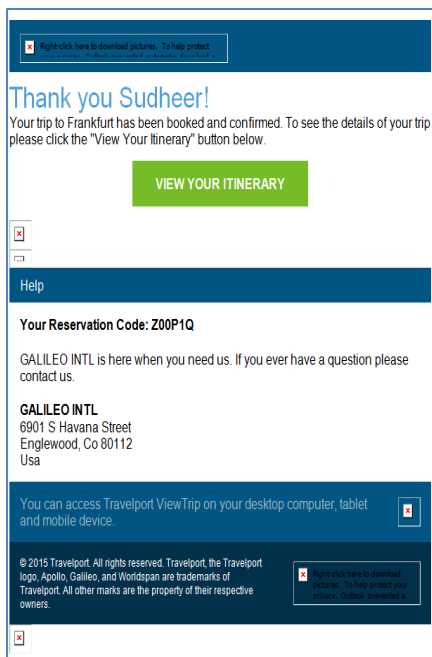 Right-click here to download pictures. To help protect
your privacy, Outlook prevented automatic download o...
Thank you Sudheer!
Your trip to Frankfurt has been booked and confirmed. To see the details of your trip
please click the "View Your Itinerary" button below.
VIEW YOUR ITINERARY
Help
Your Reservation Code: Z00P1Q
GALILEO INTL is here when you need us. If you ever have a question please
contact us.
GALILEO INTL
6901 S Havana Street
Englewood, Co 80112
Usa
You can access Travelport ViewTrip on your desktop computer, tablet
and mobile device.
© 2015 Travelport. All rights reserved. Travelport, the Travelport
logo, Apollo, Galileo, and Worldspan are trademarks of
Travelport. All other marks are the property of their respective
owners.
Right-click here to download
pictures. To help protect your
privacy, Outlook prevented a...